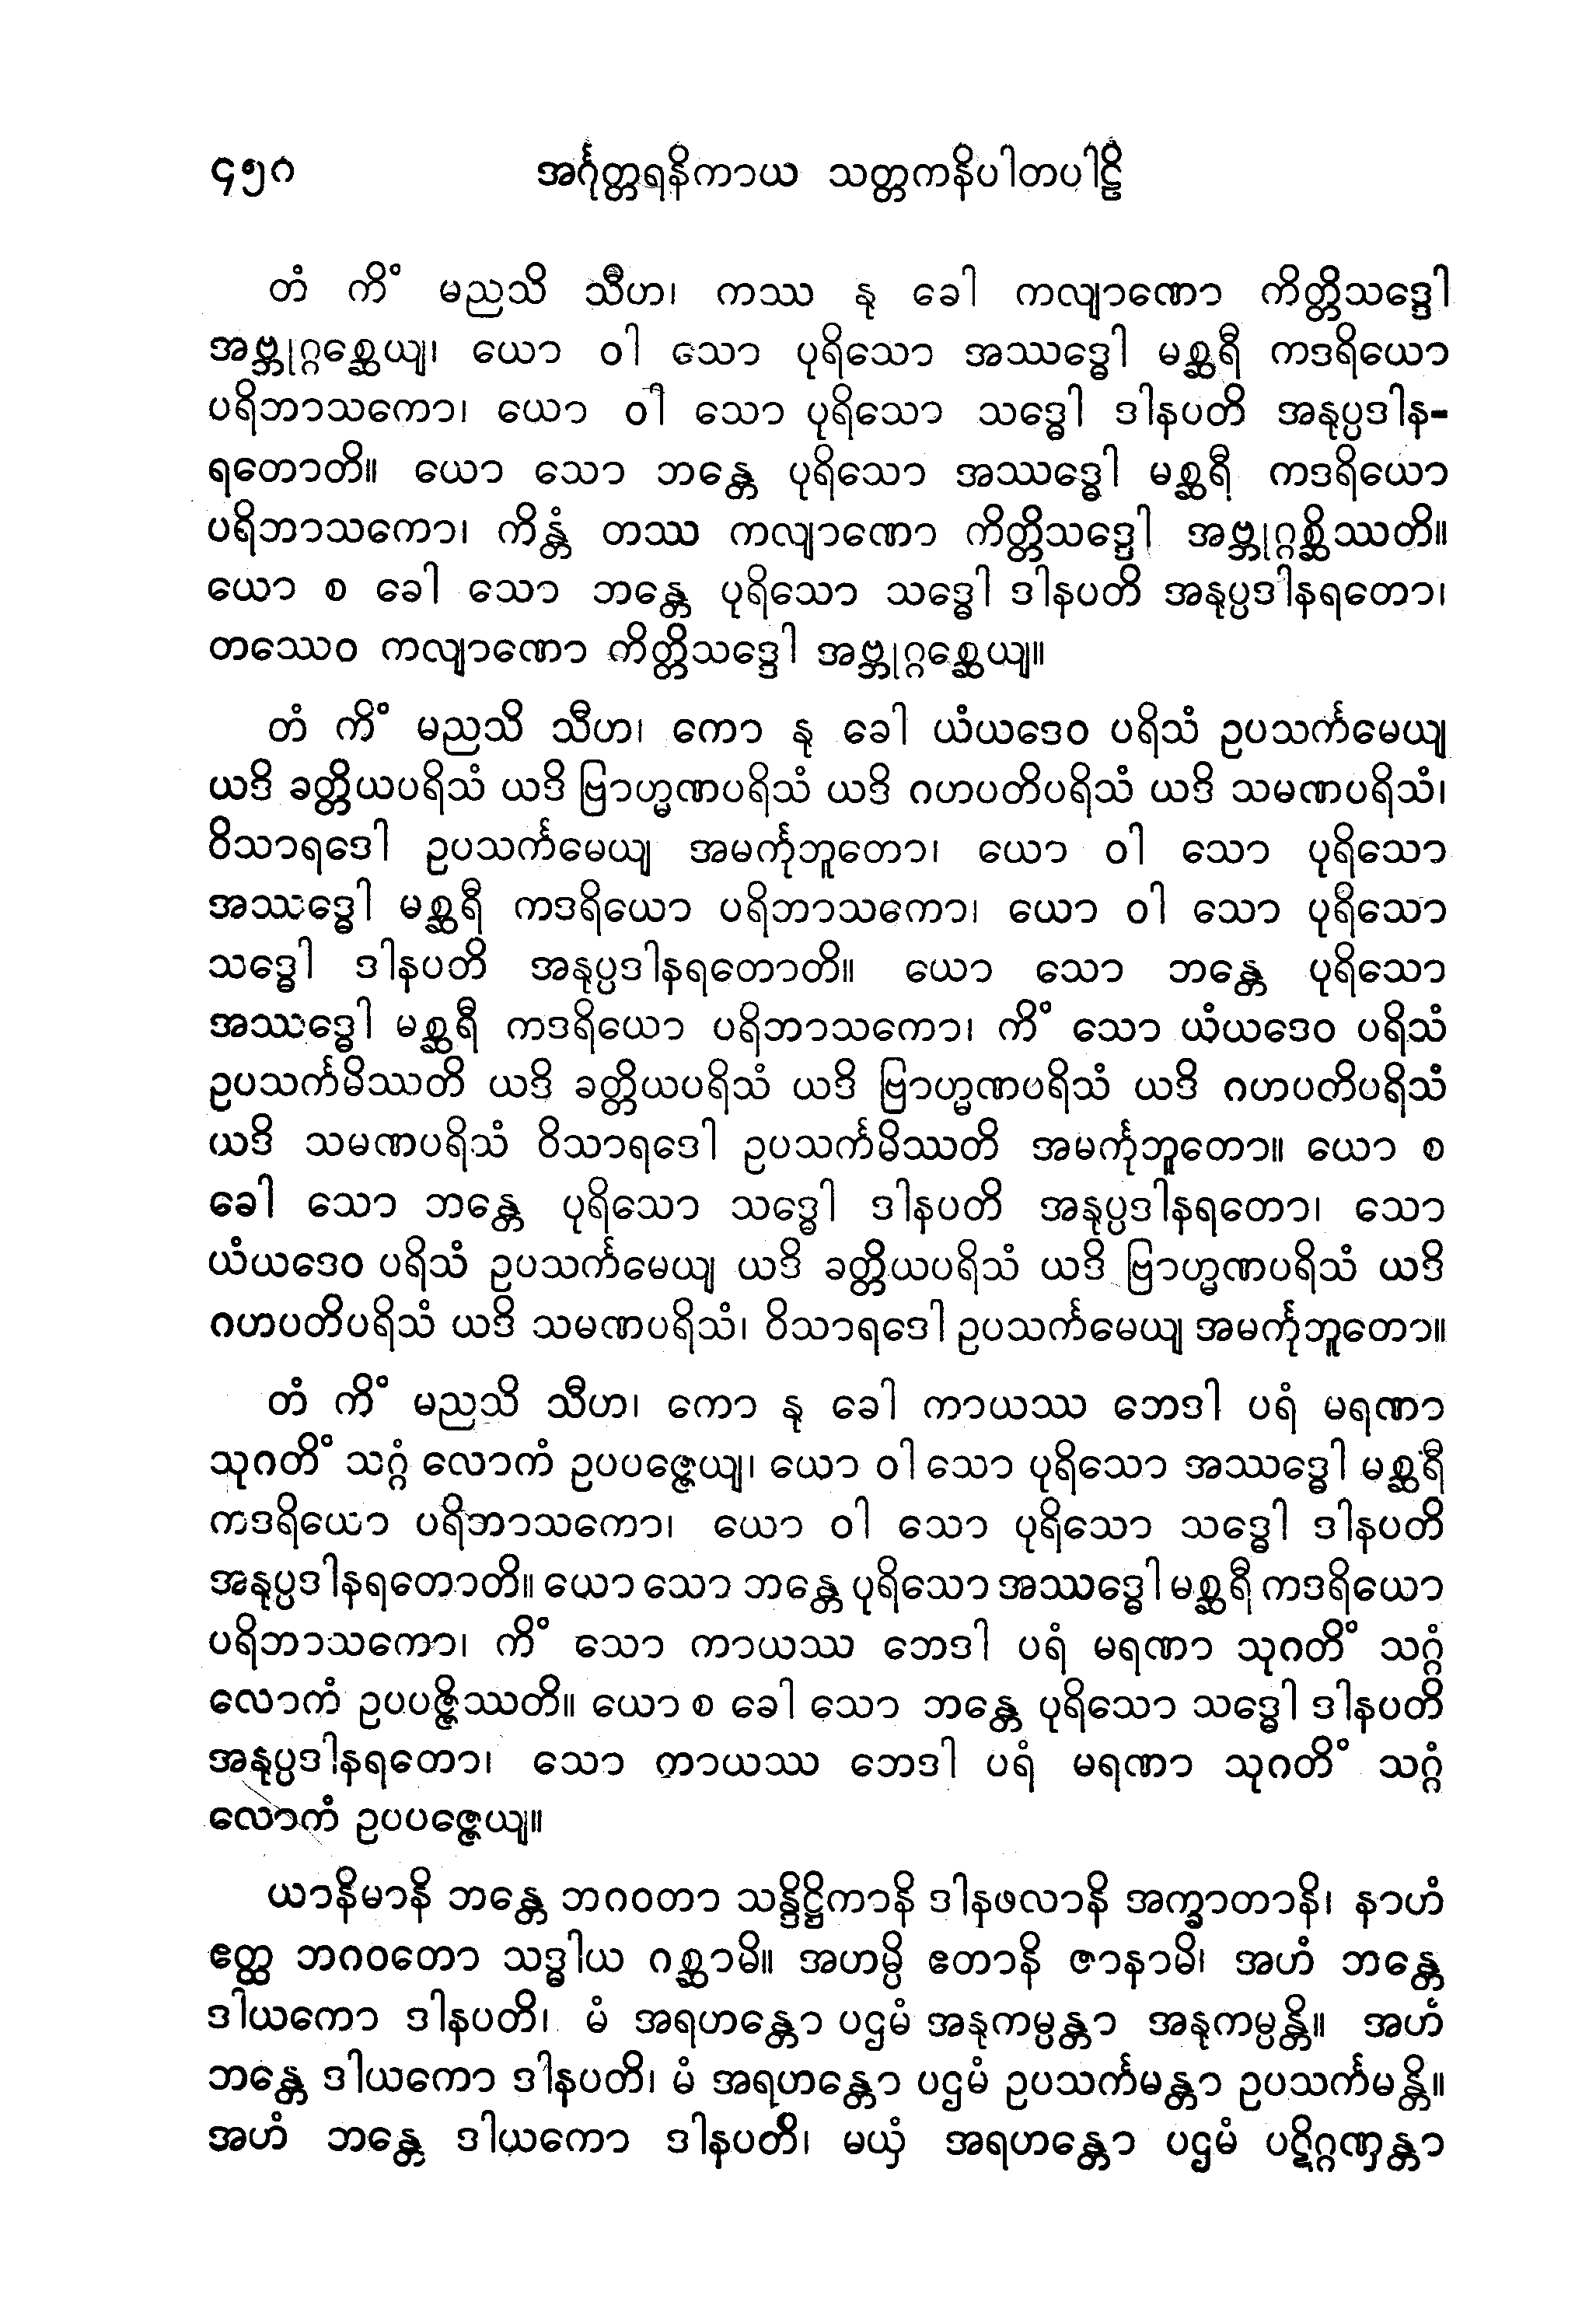 ၄၅၀ အင်္ဂုတ္တရနိကာယ သတ္တကနိပါတပါဠိ
တံ ကိံ မညသိ သီဟ၊ ကဿ နု ခေါ ကလျာဏော ကိတ္တိသဒ္ဒေါ
အဗ္ဘုဂ္ဂစ္ဆေယျ၊ ယော ဝါ သော ပုရိသော အဿဒ္ဓေါ မစ္ဆရီ ကဒရိယော
ပရိဘာသကော၊ ယော ဝါ သော ပုရိသော သဒ္ဓေါ ဒါနပတိ အနုပ္ပဒါန-
ရတောတိ။ ယော သော ဘန္တေ ပုရိသော အဿဒ္ဓေါ မစ္ဆရီ ကဒရိယော
ပရိဘာသကော၊ ကိန္တံ တဿ ကလျာဏော ကိတ္တိသဒ္ဒေါ အဗ္ဘုဂ္ဂစ္ဆိဿတိ။
ယော စ ခေါ သော ဘန္တေ ပုရိသော သဒ္ဓေါ ဒါနပတိ အနုပ္ပဒါနရတော၊
တဿေဝ ကလျာဏော ကိတ္တိသဒ္ဒေါ အဗ္ဘုဂ္ဂစ္ဆေယျ။
တံ ကိံ မညသိ သီဟ၊ ကော နု ခေါ ယံယဒေဝ ပရိသံ ဥပသင်္ကမေယျ
ယဒိ ခတ္တိယပရိသံ ယဒိ ဗြာဟ္မဏပရိသံ ယဒိ ဂဟပတိပရိသံ ယဒိ သမဏပရိသံ၊
ဝိသာရဒေါ ဥပသင်္ကမေယျ အမင်္ကုဘူတော၊ ယော ဝါ သော ပုရိသော
အဿဒ္ဓေါ မစ္ဆရီ ကဒရိယော ပရိဘာသကော၊ ယော ဝါ သော ပုရိသော
သဒ္ဓေါ ဒါနပတိ အနုပ္ပဒါနရတောတိ။ ယော သော ဘန္တေ ပုရိသော
အဿဒ္ဓေါ မစ္ဆရီ ကဒရိယော ပရိဘာသကော၊ ကိံ သော ယံယဒေဝ ပရိသံ
ဥပသင်္ကမိဿတိ ယဒိ ခတ္တိယပရိသံ ယဒိ ဗြာဟ္မဏပရိသံ ယဒိ ဂဟပတိပရိသံ
ယဒိ သမဏပရိသံ ဝိသာရဒေါ ဥပသင်္ကမိဿတိ အမင်္ကုဘူတော။ ယော စ
ခေါ သော ဘန္တေ ပုရိသော သဒ္ဓေါ ဒါနပတိ အနုပ္ပဒါနရတော၊ သော
ယံယဒေဝ ပရိသံ ဥပသင်္ကမေယျ ယဒိ ခတ္တိယပရိသံ ယဒိ ဗြာဟ္မဏပရိသံ ယဒိ
ဂဟပတိပရိသံ ယဒိ သမဏပရိသံ၊ ဝိသာရဒေါ ဥပသင်္ကမေယျ အမင်္ကုဘူတော။
တံ ကိံ မညသိ သီဟ၊ ကော နု ခေါ ကာယဿ ဘေဒါ ပရံ မရဏာ
သုဂတိံ သဂ္ဂံ လောကံ ဥပပဇ္ဇေယျ၊ ယော ဝါ သော ပုရိသော အဿဒ္ဓေါ မစ္ဆရီ
ကဒရိယော ပရိဘာသကော၊ ယော ဝါ သော ပုရိသော သဒ္ဓေါ ဒါနပတိ
အနုပ္ပဒါနရတောတိ။ ယော သော ဘန္တေ ပုရိသော အဿဒ္ဓေါ မစ္ဆရီ ကဒရိယော
ပရိဘာသကော၊ ကိံ သော ကာယဿ ဘေဒါ ပရံ မရဏာ သုဂတိံ သဂ္ဂံ
လောကံ ဥပပဇ္ဇိဿတိ။ ယော စ ခေါ သော ဘန္တေ ပုရိသော သဒ္ဓေါ ဒါနပတိ
အနုပ္ပဒါနရတော၊ သော ကာယဿ ဘေဒါ ပရံ မရဏာ သုဂတိံ သဂ္ဂံ
လောကံ ဥပပဇ္ဇေယျ။
ယာနိမာနိ ဘန္တေ ဘဂဝတာ သန္ဒိဋ္ဌိကာနိ ဒါနဖလာနိ အက္ခာတာနိ၊ နာဟံ
ဧတ္ထ ဘဂဝတော သဒ္ဓါယ ဂစ္ဆာမိ။ အဟမ္ပိ ဧတာနိ ဇာနာမိ၊ အဟံ ဘန္တေ
ဒါယကော ဒါနပတိ၊ မံ အရဟန္တော ပဌမံ အနုကမ္ပန္တာ အနုကမ္ပန္တိ။ အဟံ
ဘန္တေ ဒါယကော ဒါနပတိ၊ မံ အရဟန္တော ပဌမံ ဥပသင်္ကမန္တာ ဥပသင်္ကမန္တိ။
အဟံ ဘန္တေ ဒါယကော ဒါနပတိ၊ မယှံ အရဟန္တော ပဌမံ ပဋိဂ္ဂဏှန္တာ